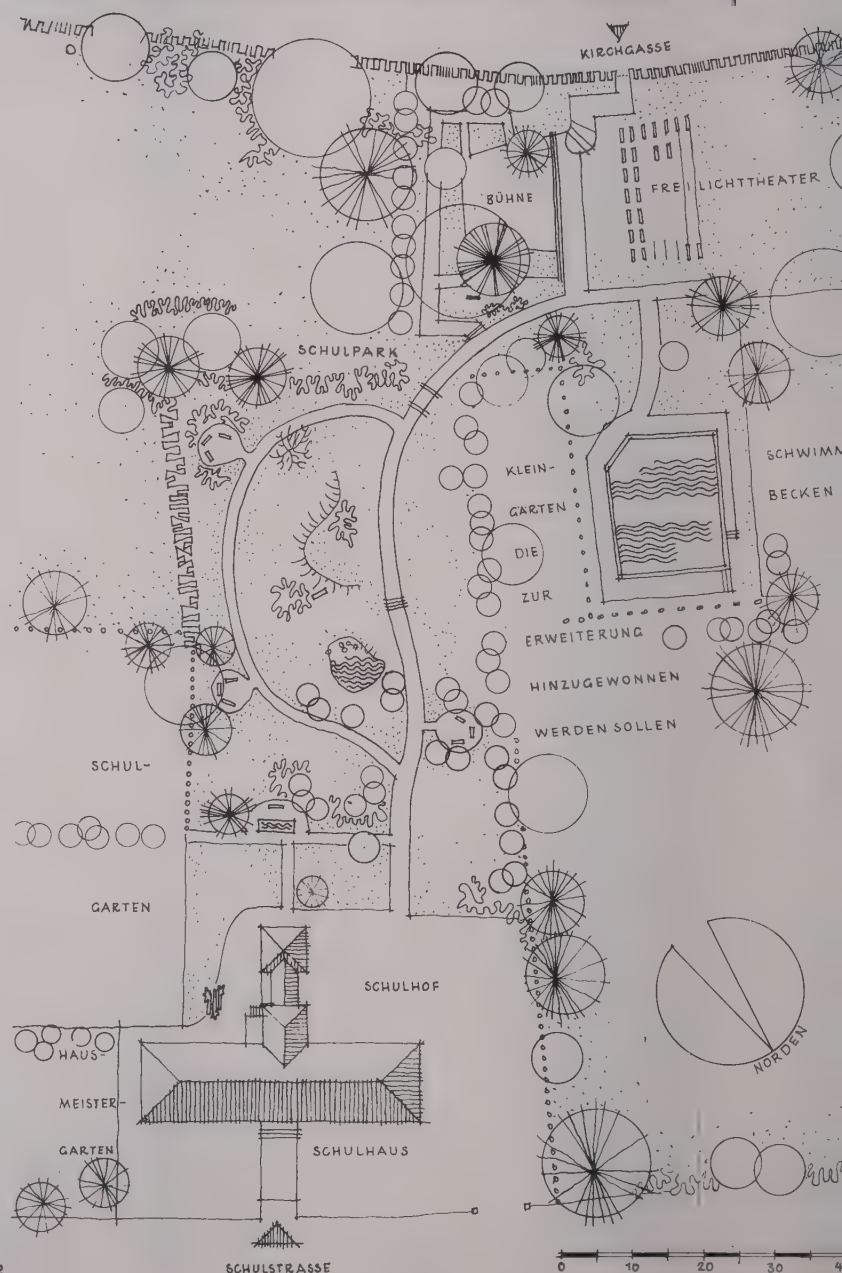 KIRCHGASSE
BÜHNE
FREILICHTTHEATER
SCHULPARK
KLEIN-
GÄRTEN
DIE
ZUR
ERWEITERUNG
HINZUGEWONNEN
WERDEN SOLLEN
SCHWIMM
BECKEN
SCHUL-
GARTEN
SCHULHOF
NORDEN
HAUS-
MEISTER-
GARTEN
SCHULHAUS
SCHULSTRASSE
0 10 20 30